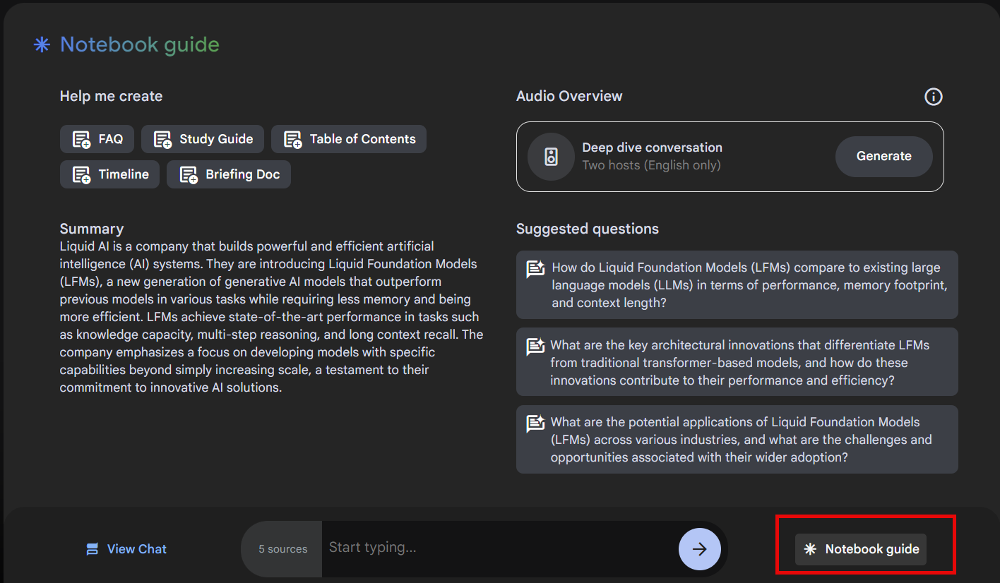 Notebook guide
Help me create
FAQ
Study Guide
Table of Contents
Timeline
Briefing Doc
Summary
Liquid AI is a company that builds powerful and efficient artificial
intelligence (AI) systems. They are introducing Liquid Foundation Models
(LFMs), a new generation of generative AI models that outperform
previous models in various tasks while requiring less memory and being
more efficient. LFMs achieve state-of-the-art performance in tasks such
as knowledge capacity, multi-step reasoning, and long context recall. The
company emphasizes a focus on developing models with specific
capabilities beyond simply increasing scale, a testament to their
commitment to innovative AI solutions.
Audio Overview
Deep dive conversation
Two hosts (English only)
Generate
Suggested questions
How do Liquid Foundation Models (LFMs) compare to existing large
language models (LLMs) in terms of performance, memory footprint,
and context length?
What are the key architectural innovations that differentiate LFMs
from traditional transformer-based models, and how do these
innovations contribute to their performance and efficiency?
What are the potential applications of Liquid Foundation Models
(LFMs) across various industries, and what are the challenges and
opportunities associated with their wider adoption?
View Chat
5 sources
Start typing...
Notebook guide